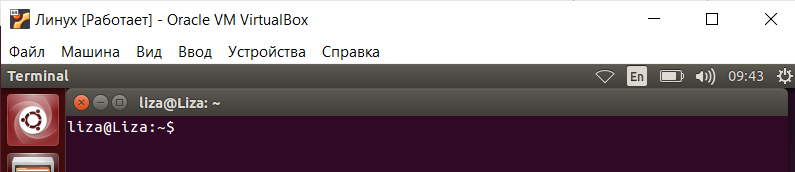 Линух [Работает] - Oracle VM VirtualBox
Файл Машина Вид Ввод Устройства Справка
Terminal En 09:43
liza@Liza: ~
liza@Liza:~$